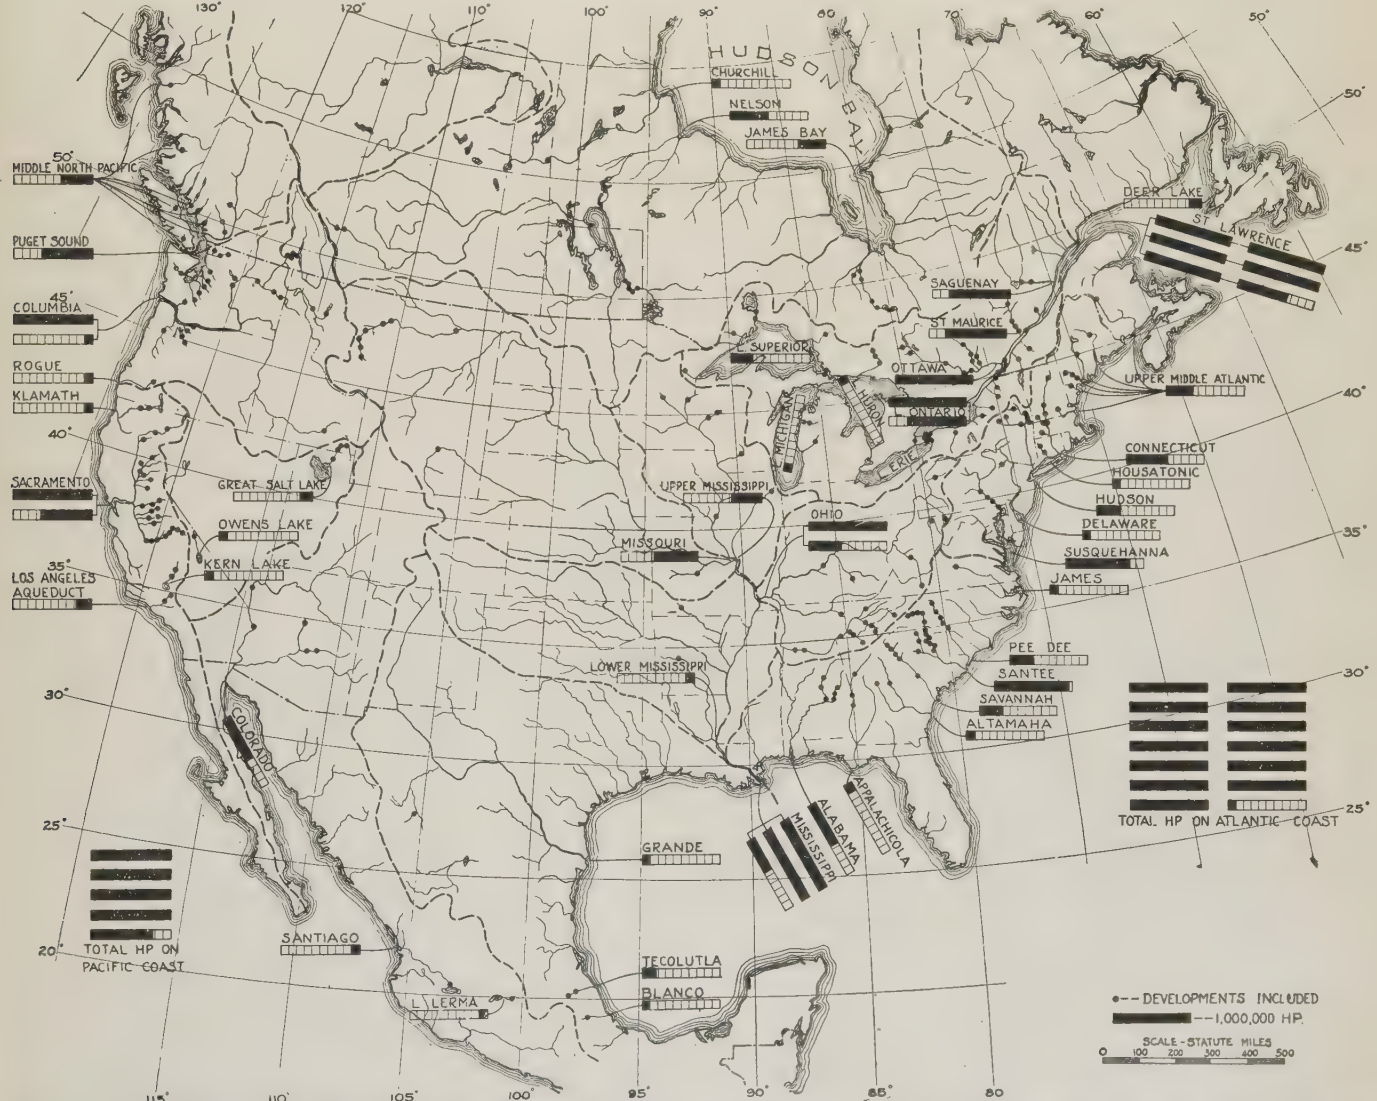 130°
120°
110°
100°
90°
80°
70°
60°
50°
HUDSON BAY
CHURCHILL
NELSON
JAMES BAY
50°
50°
MIDDLE NORTH PACIFIC
DEER LAKE
ST LAWRENCE
PUGET SOUND
45°
SAGUENAY
45°
COLUMBIA
ST MAURICE
L. SUPERIOR
ROGUE
OTTAWA
UPPER MIDDLE ATLANTIC
KLAMATH
L. MICHIGAN
HURON
L. ONTARIO
40°
40°
ERIE
CONNECTICUT
HOUSATONIC
SACRAMENTO
GREAT SALT LAKE
UPPER MISSISSIPPI
HUDSON
OHIO
DELAWARE
OWENS LAKE
35°
MISSOURI
SUSQUEHANNA
35°
KERN LAKE
LOS ANGELES
AQUEDUCT
JAMES
PEE DEE
LOWER MISSISSIPPI
SANTEE
30°
30°
SAVANNAH
ALTAMAHA
COLORADO
APPALACHICOLA
ALABAMA
MISSISSIPPI
25°
TOTAL HP ON ATLANTIC COAST
25°
GRANDE
TOTAL HP ON
PACIFIC COAST
20°
SANTIAGO
TECOLUTLA
L. LERMA
BLANCO
DEVELOPMENTS INCLUDED
1,000,000 HP.
SCALE-STATUTE MILES
0 100 200 300 400 500
115°
110°
105°
100°
95°
90°
85°
80